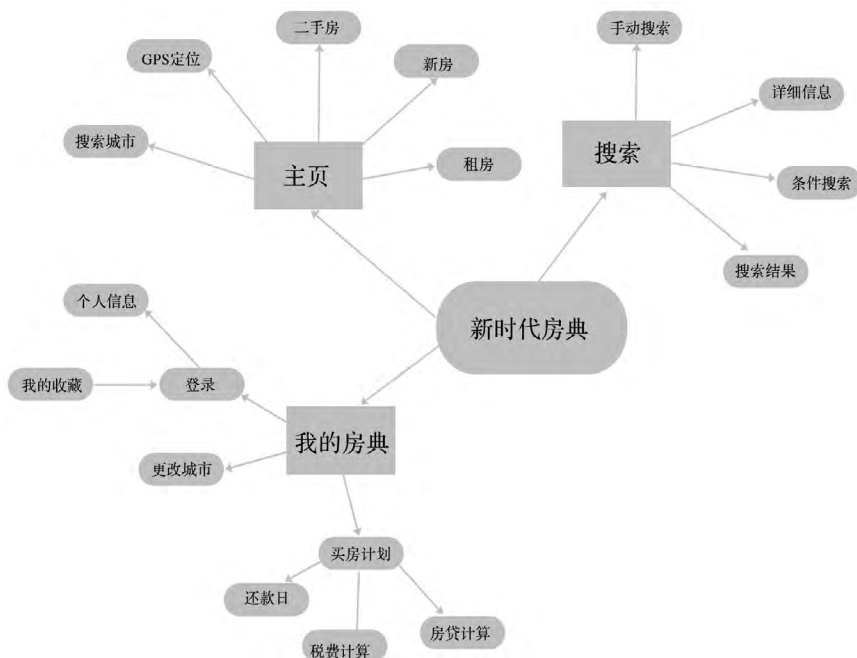 二手房
手动搜索
GPS定位
新房
详细信息
搜索城市
主页
租房
搜索
条件搜索
搜索结果
个人信息
新时代房典
我的收藏
登录
我的房典
更改城市
买房计划
还款日
房贷计算
税费计算